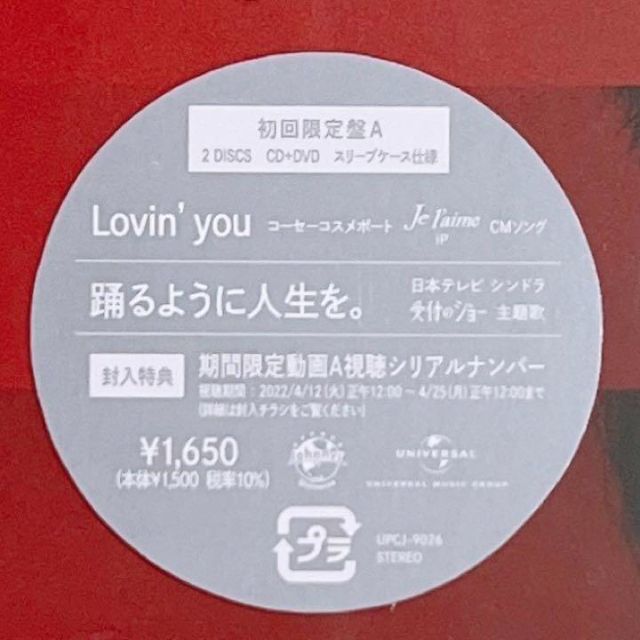 初回限定盤A
2 DISCS CD+DVD スリーブケース仕様
Lovin' you コーセーコスメポート Je l'aime iP CMソング
踊るように人生を。 日本テレビ シンドラ
受付のジョー 主題歌
封入特典 期間限定動画A視聴シリアルナンバー
視聴期間：2022/4/12(火)正午12:00～4/25(月)正午12:00まで
(詳細は封入チラシをご覧ください)
¥1,650
(本体¥1,500 税率10%)
UNIVERSAL
UNIVERSAL MUSIC GROUP
プラ
UPCJ-9026
STEREO